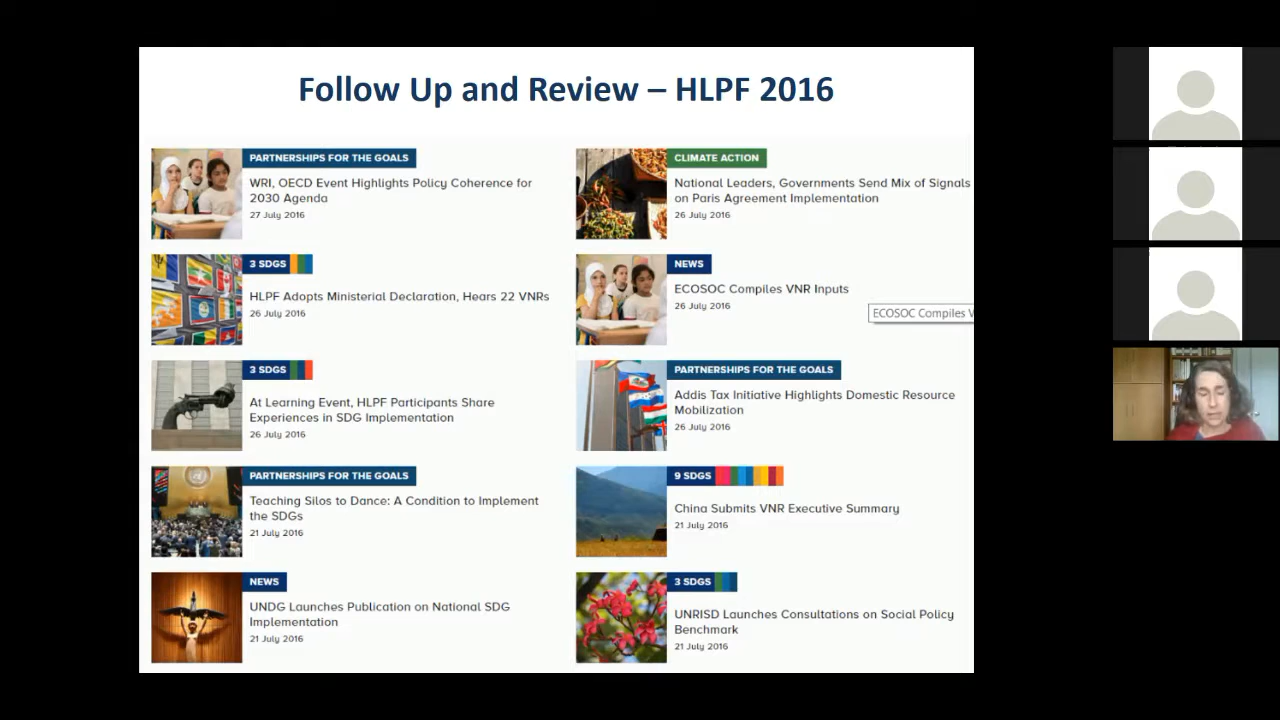 Follow Up and Review – HLPF 2016
PARTNERSHIPS FOR THE GOALS
WRI, OECD Event Highlights Policy Coherence for
2030 Agenda
27 July 2016
CLIMATE ACTION
National Leaders, Governments Send Mix of Signals
on Paris Agreement Implementation
26 July 2016
3 SDGS
HLPF Adopts Ministerial Declaration, Hears 22 VNRs
26 July 2016
NEWS
ECOSOC Compiles VNR Inputs
26 July 2016
ECOSOC Compiles V
3 SDGS
At Learning Event, HLPF Participants Share
Experiences in SDG Implementation
26 July 2016
PARTNERSHIPS FOR THE GOALS
Addis Tax Initiative Highlights Domestic Resource
Mobilization
26 July 2016
PARTNERSHIPS FOR THE GOALS
Teaching Silos to Dance: A Condition to Implement
the SDGs
21 July 2016
9 SDGS
China Submits VNR Executive Summary
21 July 2016
NEWS
UNDG Launches Publication on National SDG
Implementation
21 July 2016
3 SDGS
UNRISD Launches Consultations on Social Policy
Benchmark
21 July 2016